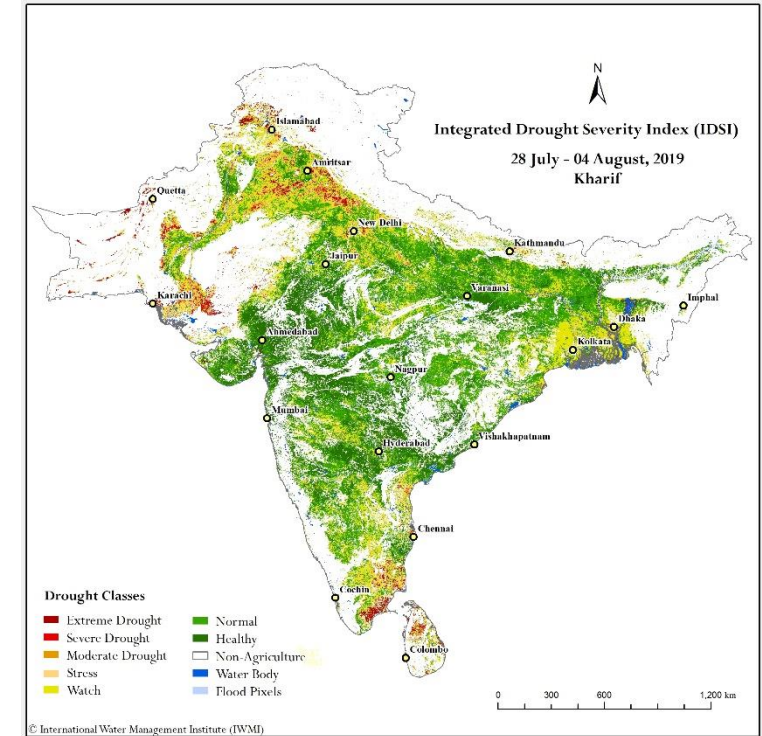 N
Integrated Drought Severity Index (IDSI)
28 July - 04 August, 2019
Kharif
Islamabad
Amritsar
Quetta
New Delhi
Kathmandu
Jaipur
Varanasi
Karachi
Imphal
Dhaka
Ahmedabad
Kolkata
Nagpur
Mumbai
Hyderabad
Vishakhapatnam
Chennai
Cochin
Colombo
Drought Classes
Extreme Drought
Severe Drought
Moderate Drought
Stress
Watch
Normal
Healthy
Non-Agriculture
Water Body
Flood Pixels
0 300 600 1,200 km
© International Water Management Institute (IWMI)